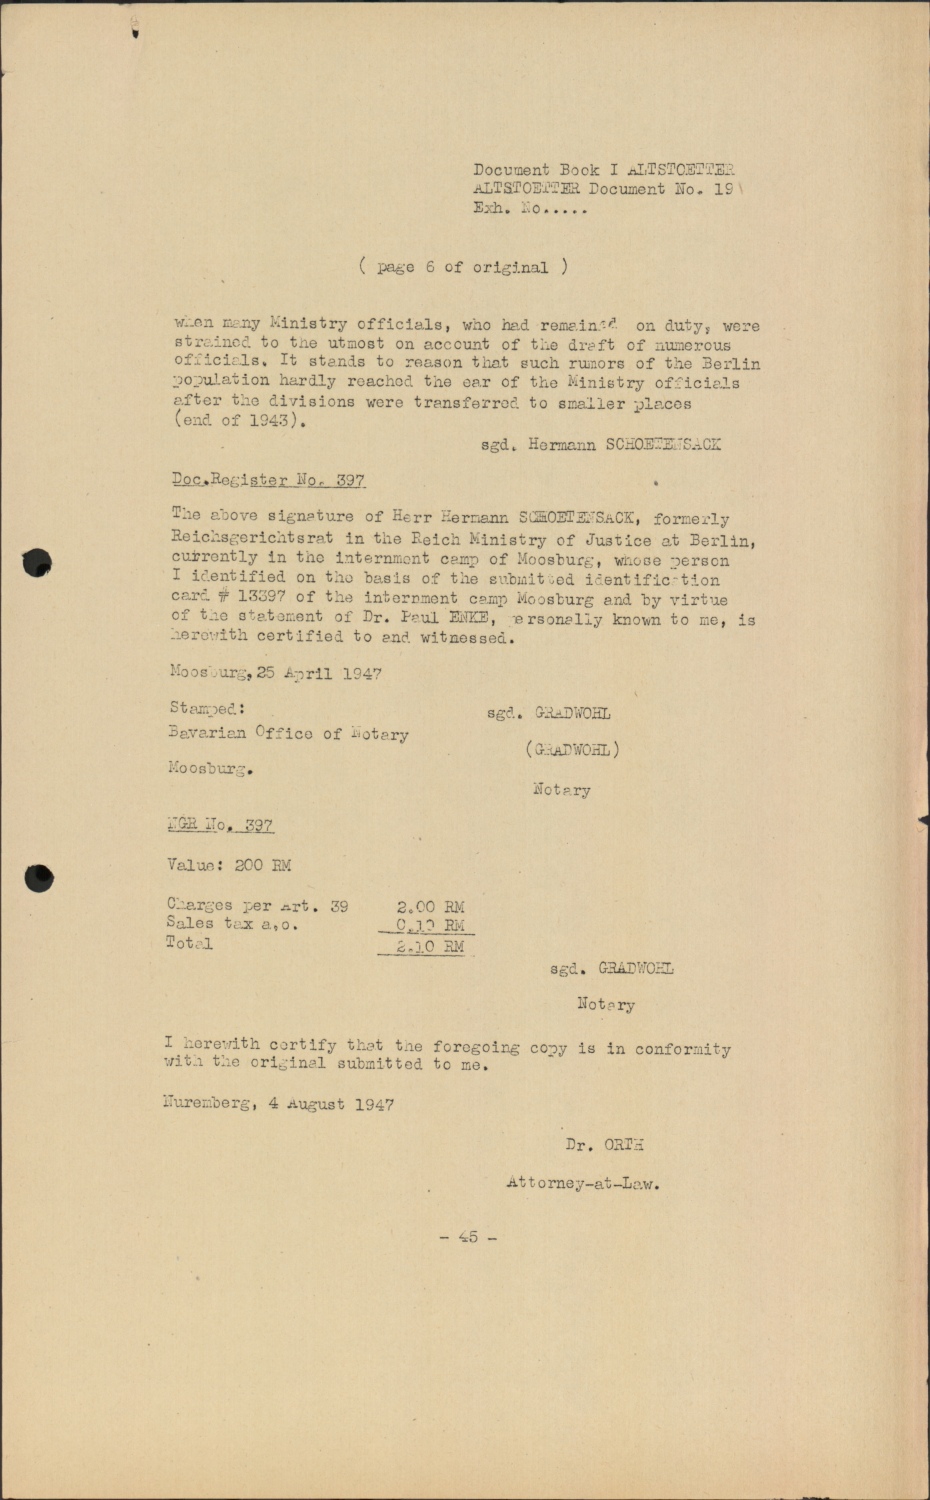 Document Book I ALTSTOETTER
ALTSTOETTER Document No. 19
Exh. No.....
( page 6 of original )
when many Ministry officials, who had remained on duty, were
strained to the utmost on account of the draft of numerous
officials. It stands to reason that such rumors of the Berlin
population hardly reached the ear of the Ministry officials
after the divisions were transferred to smaller places
(end of 1943).
sgd. Hermann SCHOETENSACK
Doc.Register No. 397
The above signature of Herr Hermann SCHOETENSACK, formerly
Reichsgerichtsrat in the Reich Ministry of Justice at Berlin,
currently in the internment camp of Moosburg, whose person
I identified on the basis of the submitted identification
card # 13397 of the internment camp Moosburg and by virtue
of the statement of Dr. Paul ENKE, personally known to me, is
herewith certified to and witnessed.
Moosburg, 25 April 1947
Stamped: sgd. GRADWOHL
Bavarian Office of Notary
(GRADWOHL)
Moosburg.
Notary
NGR No. 397
Value: 200 RM
Charges per Art. 39 2.00 RM
Sales tax a.o. 0.10 RM
Total 2.10 RM
sgd. GRADWOHL
Notary
I herewith certify that the foregoing copy is in conformity
with the original submitted to me.
Nuremberg, 4 August 1947
Dr. ORTH
Attorney-at-Law.
- 45 -